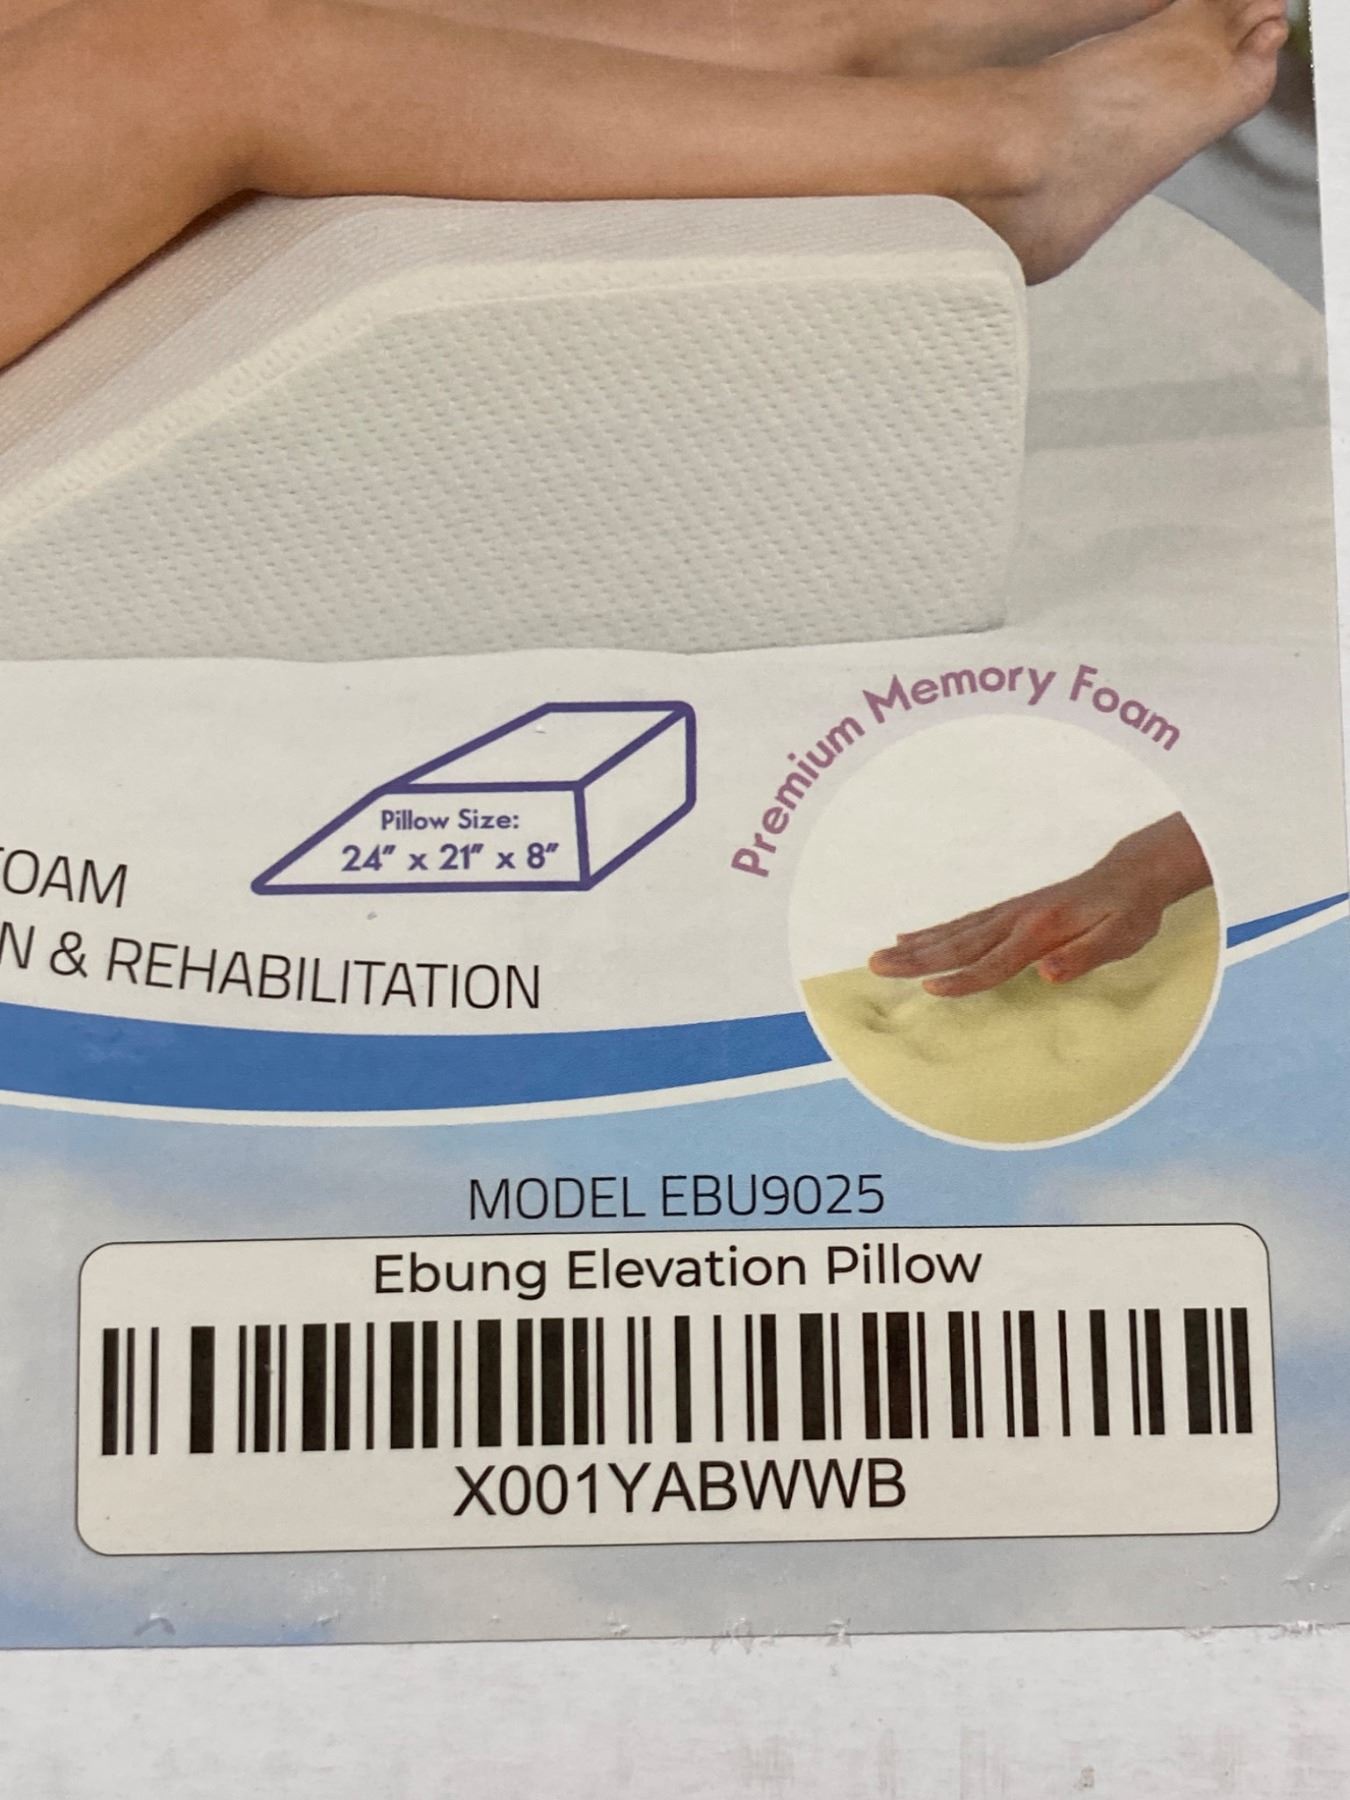 Premium Memory Foam
Pillow Size:
24" x 21" x 8"
OAM
N & REHABILITATION
MODEL EBU9025
Ebung Elevation Pillow
X001YABWWB